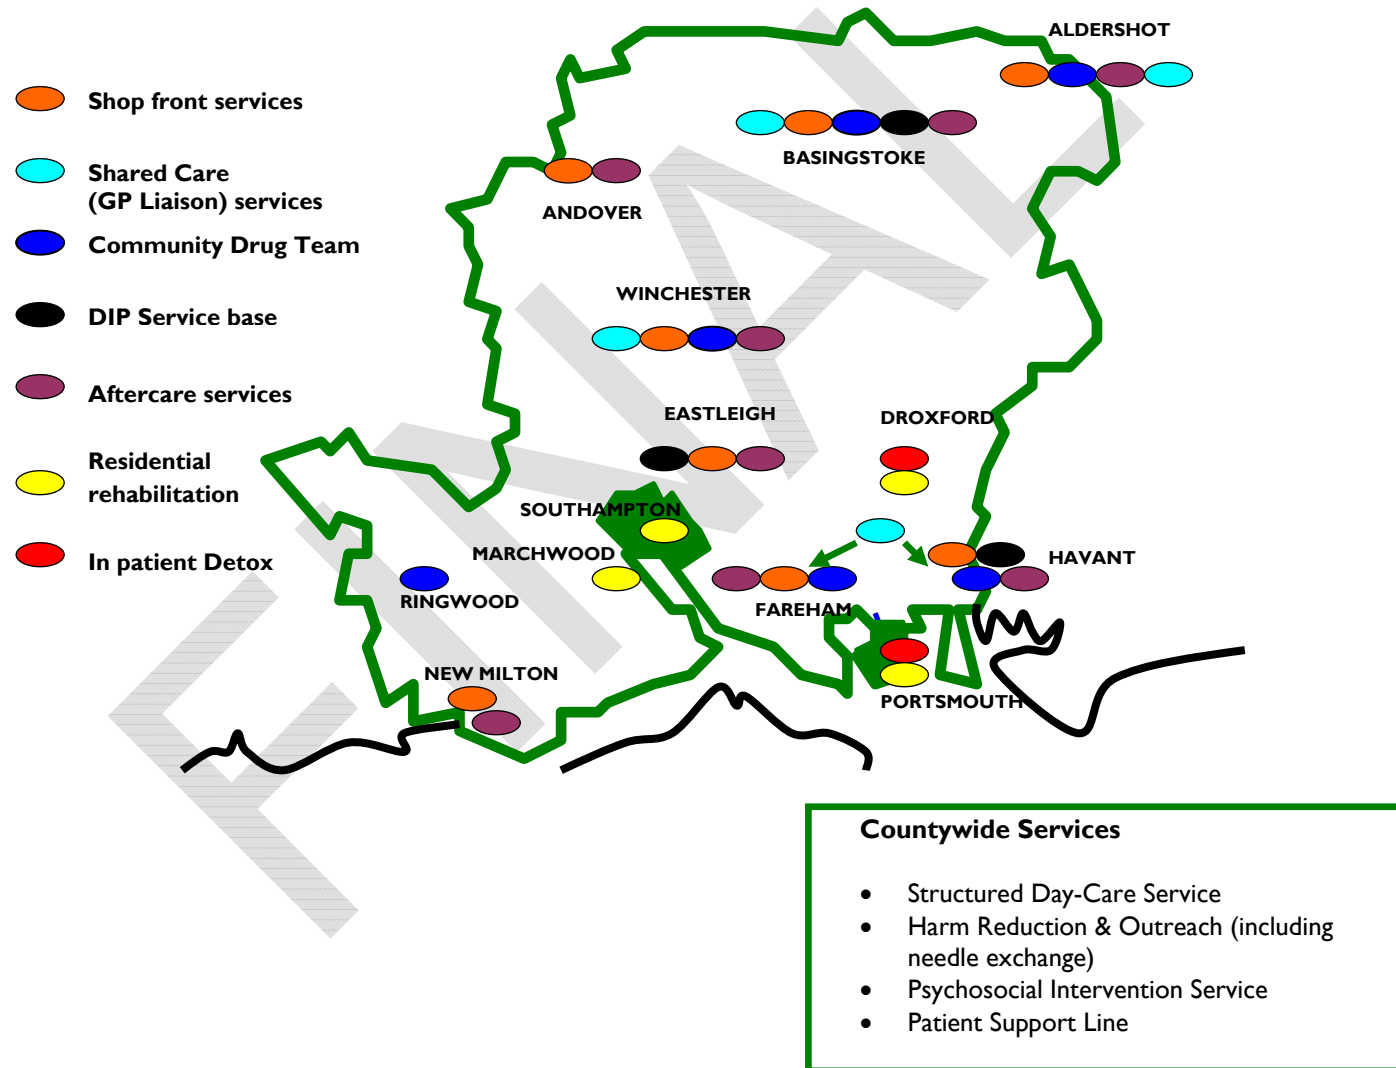 ALDERSHOT
Shop front services
BASINGSTOKE
Shared Care
(GP Liaison) services
ANDOVER
Community Drug Team
WINCHESTER
DIP Service base
Aftercare services
EASTLEIGH
DROXFORD
Residential
rehabilitation
SOUTHAMPTON
MARCHWOOD
HAVANT
In patient Detox
RINGWOOD
FAREHAM
NEW MILTON
PORTSMOUTH
FINAL
Countywide Services
• Structured Day-Care Service
• Harm Reduction & Outreach (including
needle exchange)
• Psychosocial Intervention Service
• Patient Support Line